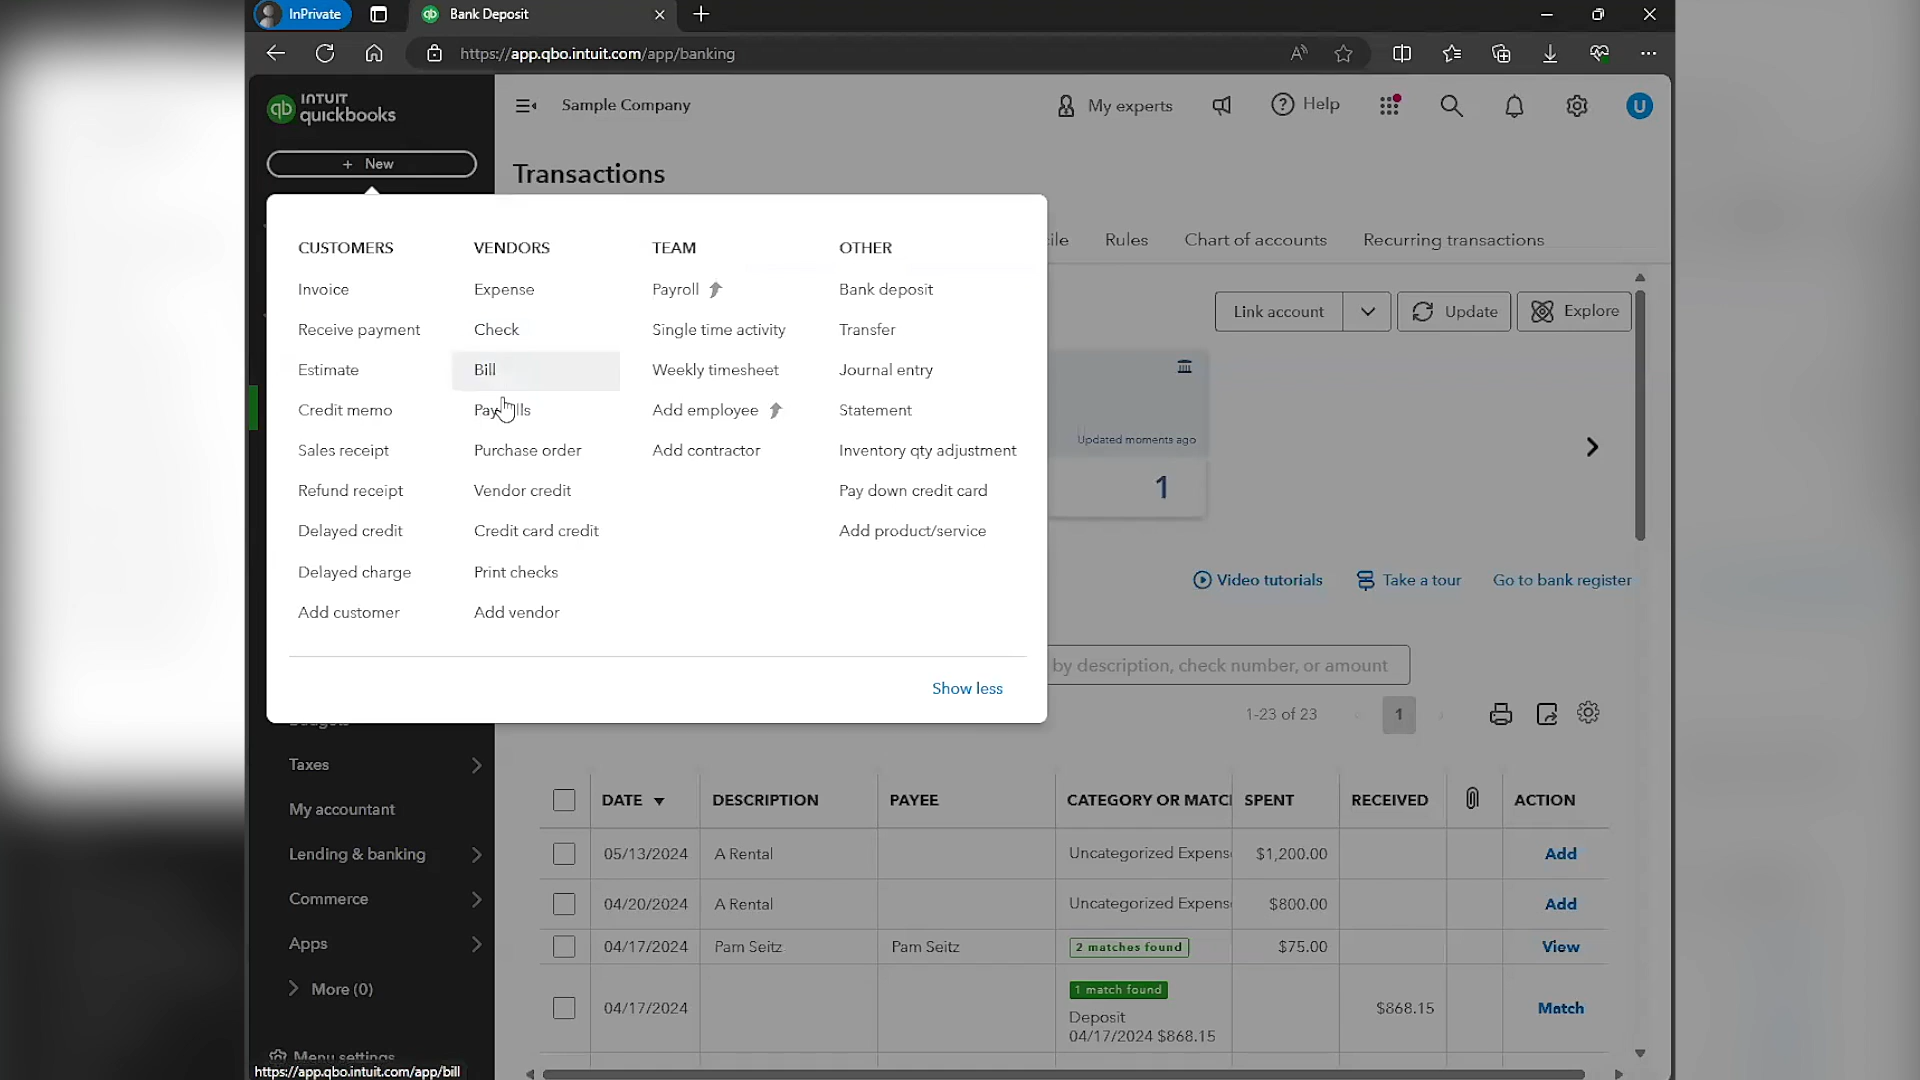 InPrivate
Bank Deposit
https://app.qbo.intuit.com/app/banking
INTUIT
quickbooks
Sample Company
My experts
Help
U
+ New
Transactions
Rules
Chart of accounts
Recurring transactions
CUSTOMERS
Invoice
Receive payment
Estimate
Credit memo
Sales receipt
Refund receipt
Delayed credit
Delayed charge
Add customer
VENDORS
Expense
Check
Bill
Purchase order
Vendor credit
Credit card credit
Print checks
Add vendor
TEAM
Payroll
Single time activity
Weekly timesheet
Add employee
Add contractor
OTHER
Bank deposit
Transfer
Journal entry
Statement
Inventory qty adjustment
Pay down credit card
Add product/service
Show less
Link account
Update
Explore
Updated moments ago
1
Video tutorials
Take a tour
Go to bank register
by description, check number, or amount
1-23 of 23
1
Taxes
My accountant
Lending & banking
Commerce
Apps
More (0)
Menu settings
https://app.qbo.intuit.com/app/bill
DATE DESCRIPTION PAYEE CATEGORY OR MATC SPENT RECEIVED ACTION
05/13/2024 A Rental Uncategorized Expens $1,200.00 Add
04/20/2024 A Rental Uncategorized Expens $800.00 Add
04/17/2024 Pam Seitz Pam Seitz 2 matches found $75.00 View
1 match found
04/17/2024 $868.15 Match
Deposit
04/17/2024 $868.15